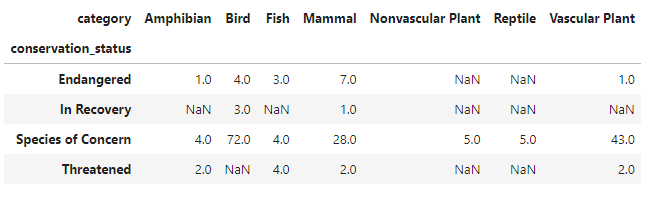 category Amphibian Bird Fish Mammal Nonvascular Plant Reptile Vascular Plant
conservation_status
Endangered 1.0 4.0 3.0 7.0 NaN NaN 1.0
In Recovery NaN 3.0 NaN 1.0 NaN NaN NaN
Species of Concern 4.0 72.0 4.0 28.0 5.0 5.0 43.0
Threatened 2.0 NaN 4.0 2.0 NaN NaN 2.0